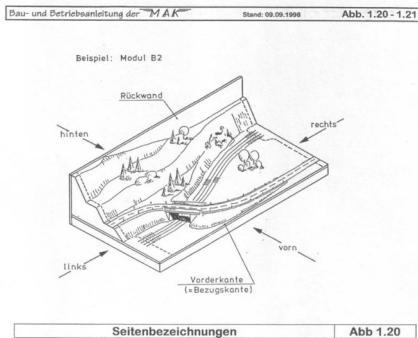 Bau- und Betriebsanleitung der MAK Stand: 09.09.1996 Abb. 1.20 - 1.21
Beispiel: Modul B2
Rückwand
hinten
rechts
links
vorn
Vorderkante
(=Bezugskante)
Seitenbezeichnungen Abb 1.20